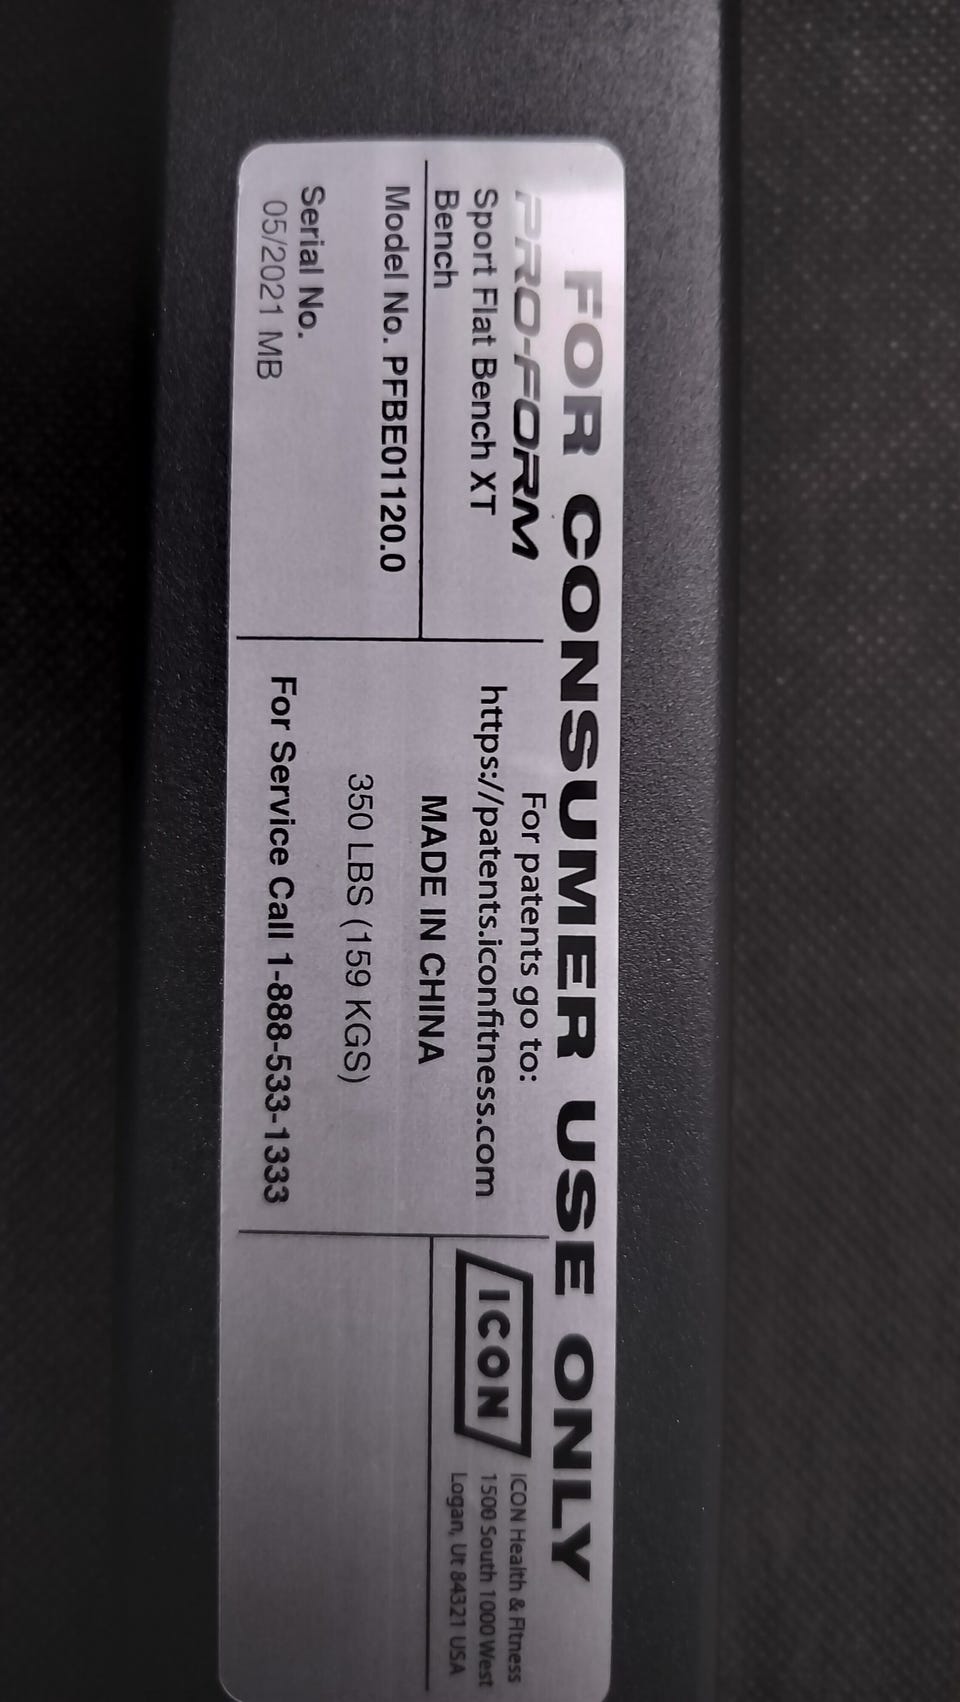 FOR CONSUMER USE ONLY
PRO-FORM
Sport Flat Bench XT
Bench
Model No. PFBE01120.0
Serial No.
05/2021 MB
For patents go to:
https://patents.iconfitness.com
MADE IN CHINA
350 LBS (159 KGS)
For Service Call 1-888-533-1333
ICON
ICON Health & Fitness
1500 South 1000 West
Logan, Ut 84321 USA